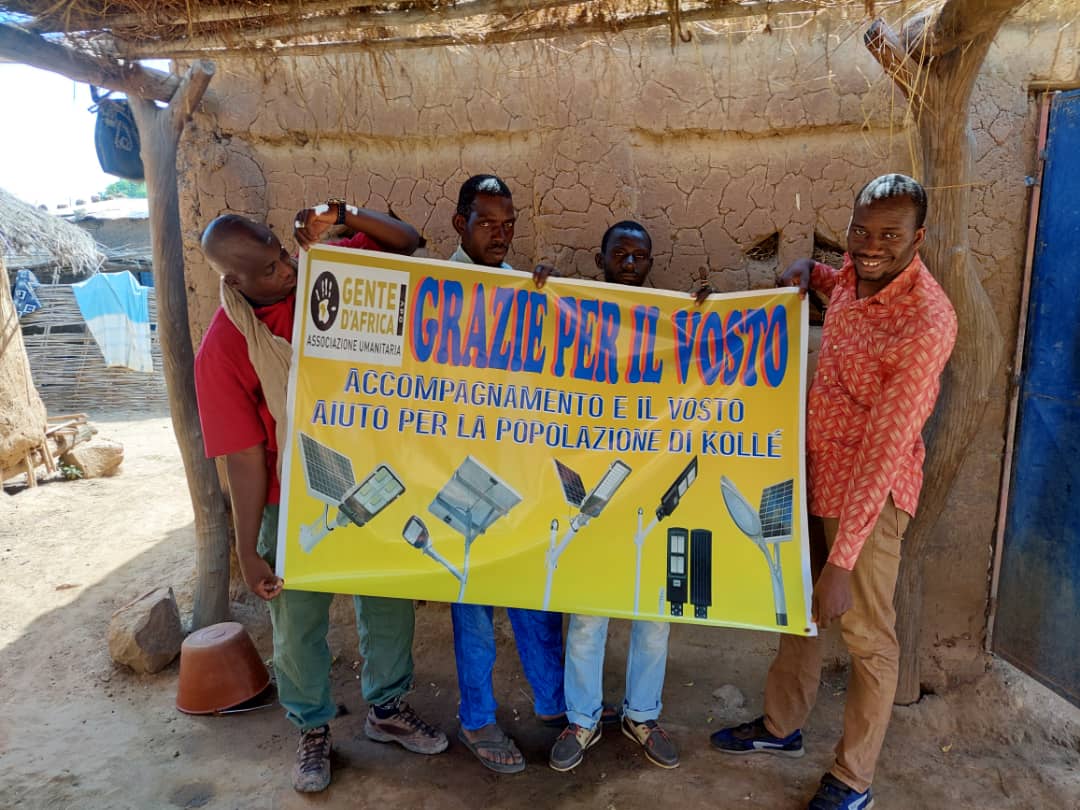 GENTE
D'AFRICA
ASSOCIAZIONE UMANITARIA
GRAZIE PER IL VOSTO
ACCOMPAGNAMENTO E IL VOSTO
AIUTO PER LA POPOLAZIONE DI KOLLÉ